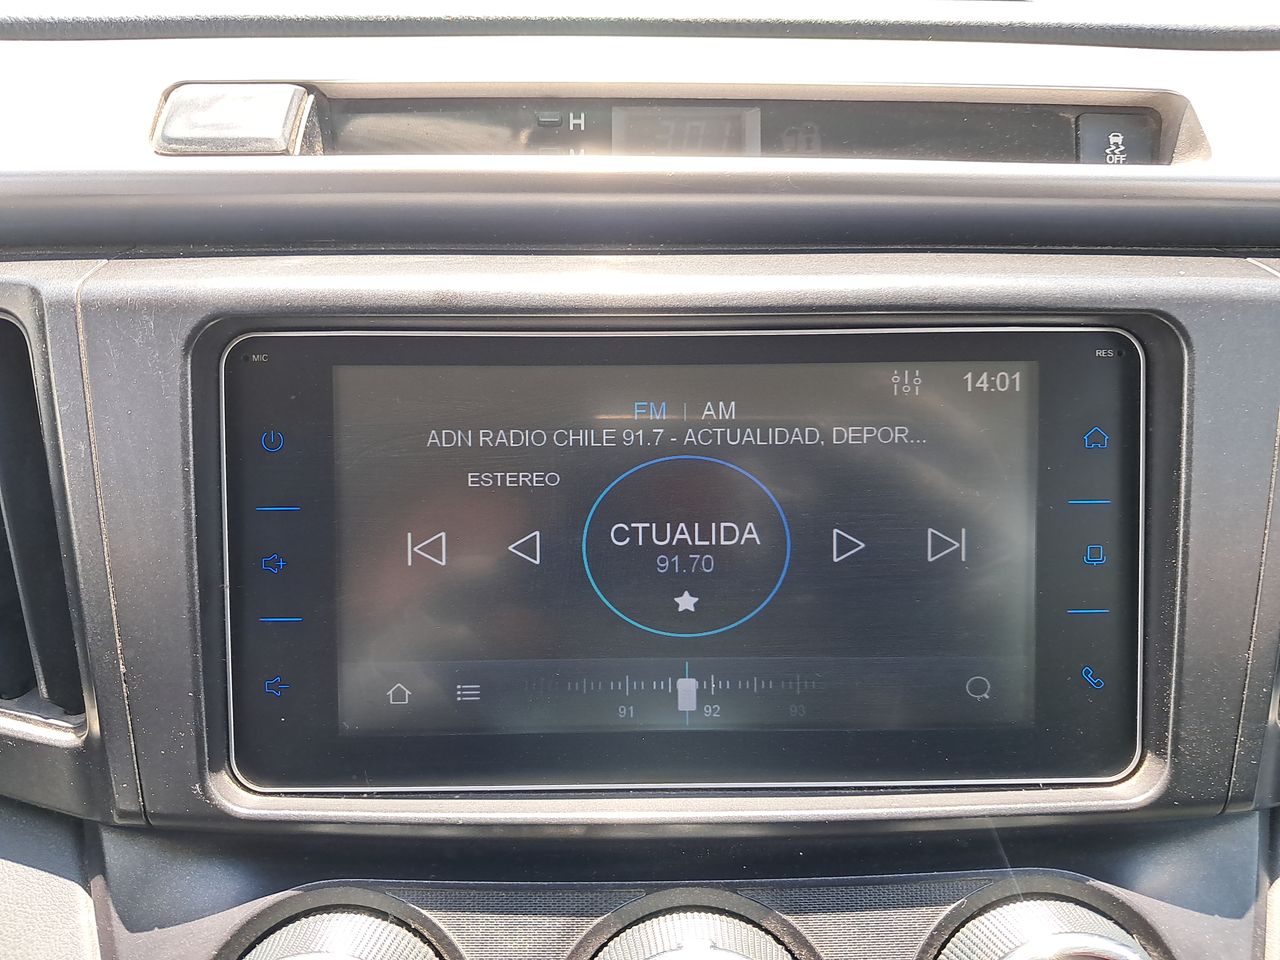 H
OFF
MIC
RES
14:01
FM | AM
ADN RADIO CHILE 91.7 - ACTUALIDAD, DEPOR...
ESTEREO
CTUALIDA
91.70
91 92 93